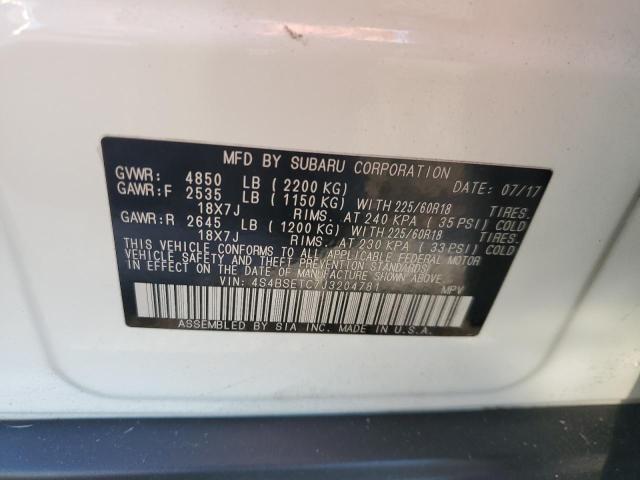 MFD BY SUBARU CORPORATION
GVWR: 4850 LB ( 2200 KG) DATE: 07/17
GAWR:F 2535 LB ( 1150 KG) WITH 225/60R18 TIRES.
18X7J RIMS. AT 240 KPA ( 35 PSI) COLD
GAWR:R 2645 LB ( 1200 KG) WITH 225/60R18 TIRES.
18X7J RIMS. AT 230 KPA ( 33 PSI) COLD
THIS VEHICLE CONFORMS TO ALL APPLICABLE FEDERAL MOTOR
VEHICLE SAFETY AND THEFT PREVENTION STANDARDS
IN EFFECT ON THE DATE OF MANUFACTURE SHOWN ABOVE.
VIN: 4S4BSETC7J3204781 MPV
ASSEMBLED BY SIA INC. MADE IN U.S.A.